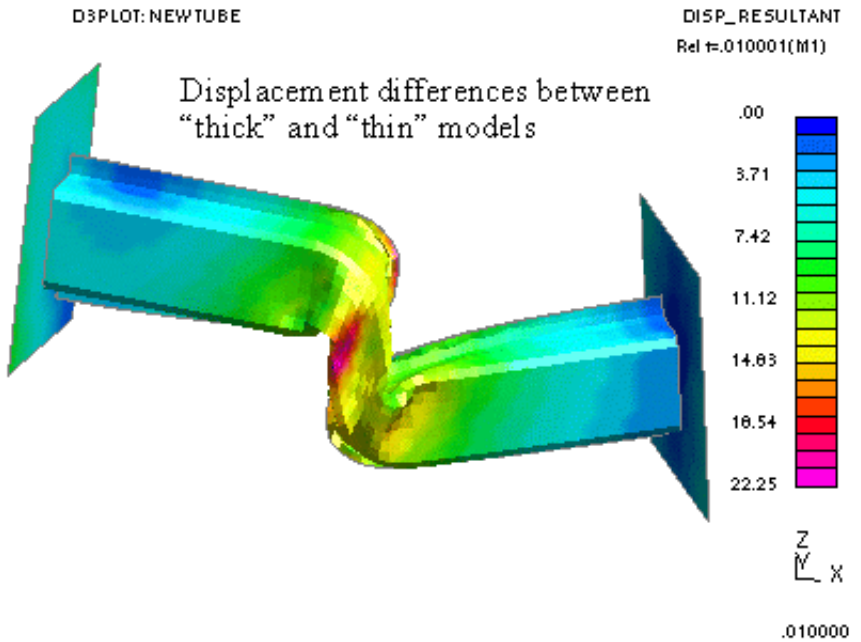 D3PLOT: NEWTUBE
DISP_RESULTANT
Rel t=.010001(M1)
Displacement differences between
“thick” and “thin” models
.00
3.71
7.42
11.12
14.83
18.54
22.25
Z
Y
X
.010000